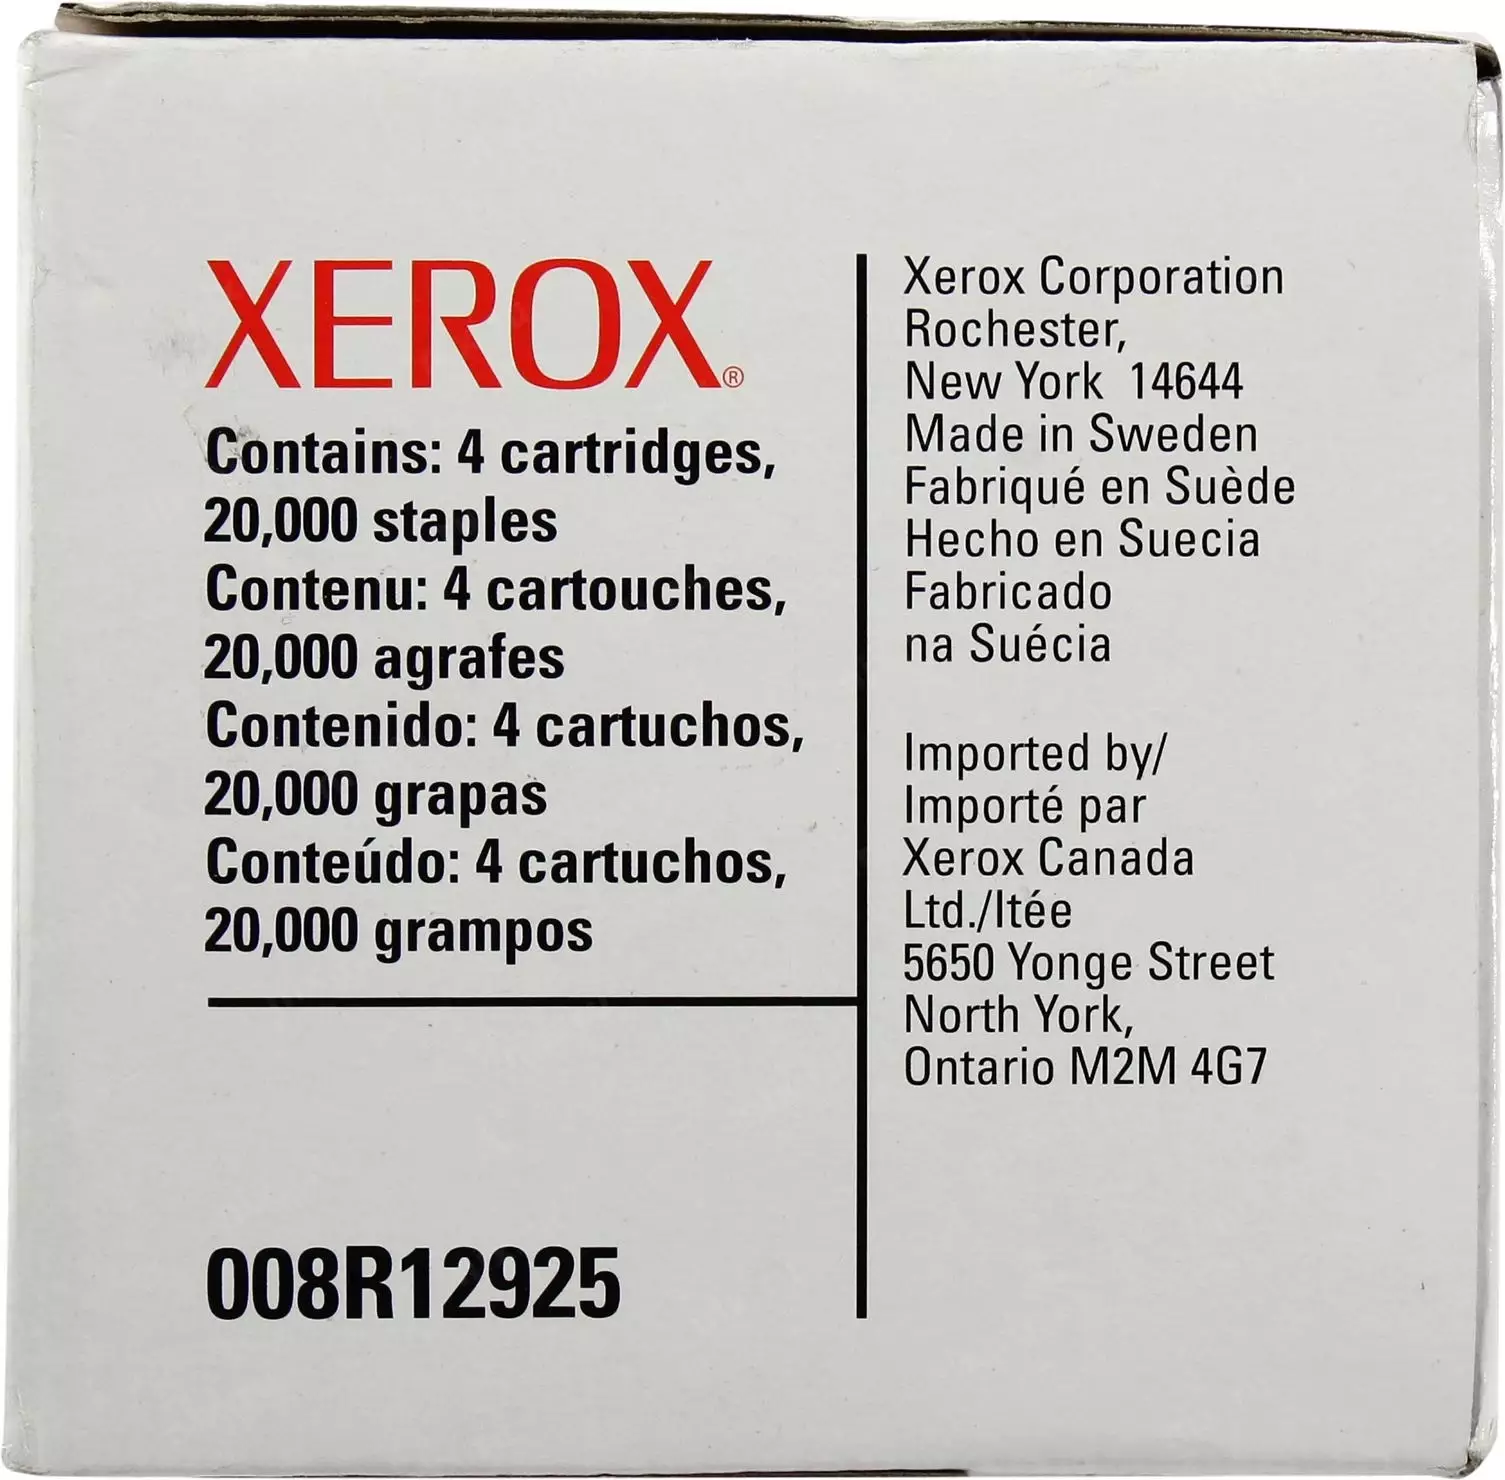 XEROX®
Contains: 4 cartridges,
20,000 staples
Contenu: 4 cartouches,
20,000 agrafes
Contenido: 4 cartuchos,
20,000 grapas
Conteúdo: 4 cartuchos,
20,000 grampos
008R12925
Xerox Corporation
Rochester,
New York 14644
Made in Sweden
Fabriqué en Suède
Hecho en Suecia
Fabricado
na Suécia
Imported by/
Importé par
Xerox Canada
Ltd./ltée
5650 Yonge Street
North York,
Ontario M2M 4G7